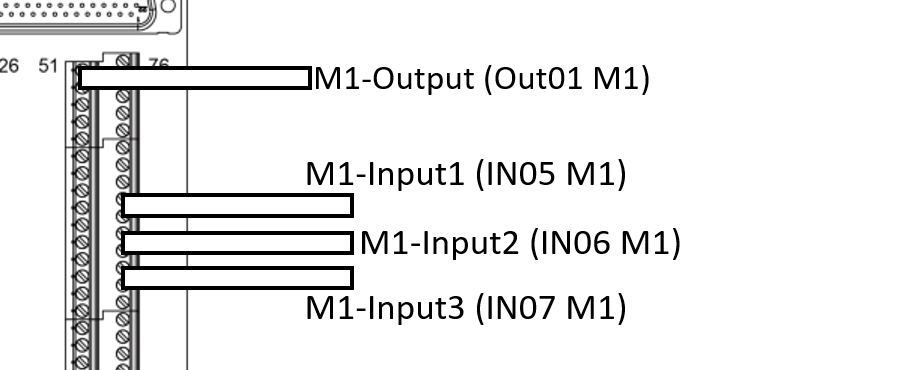 26 51 76
M1-Output (Out01 M1)
M1-Input1 (IN05 M1)
M1-Input2 (IN06 M1)
M1-Input3 (IN07 M1)